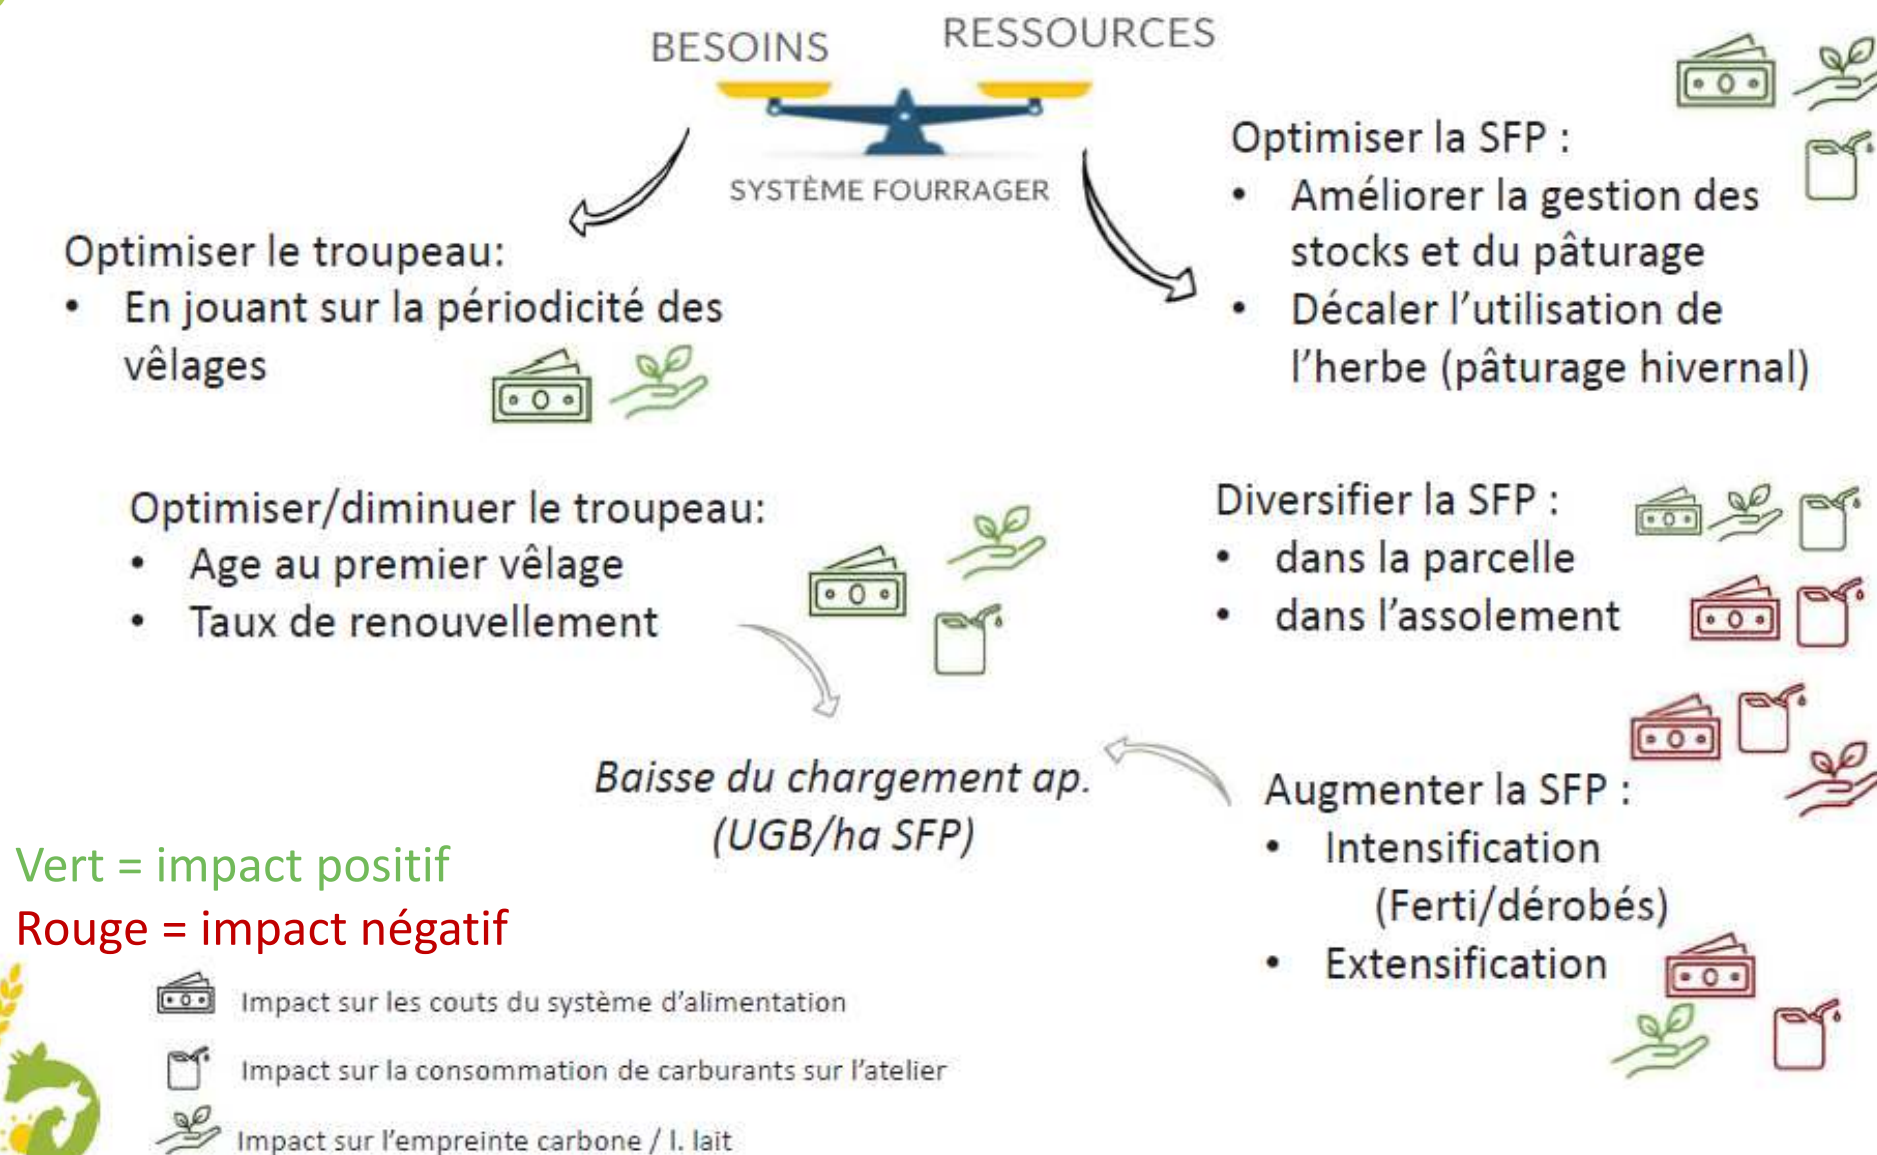 BESOINS
RESSOURCES
SYSTÈME FOURRAGER
Optimiser le troupeau:
• En jouant sur la périodicité des
vêlages
Optimiser/diminuer le troupeau:
• Age au premier vêlage
• Taux de renouvellement
Optimiser la SFP :
• Améliorer la gestion des
stocks et du pâturage
• Décaler l’utilisation de
l’herbe (pâturage hivernal)
Diversifier la SFP :
• dans la parcelle
• dans l’assolement
Baisse du chargement ap.
(UGB/ha SFP)
Augmenter la SFP :
• Intensification
(Ferti/dérobés)
• Extensification
Vert = impact positif
Rouge = impact négatif
Impact sur les couts du système d’alimentation
Impact sur la consommation de carburants sur l’atelier
Impact sur l’empreinte carbone / l. lait